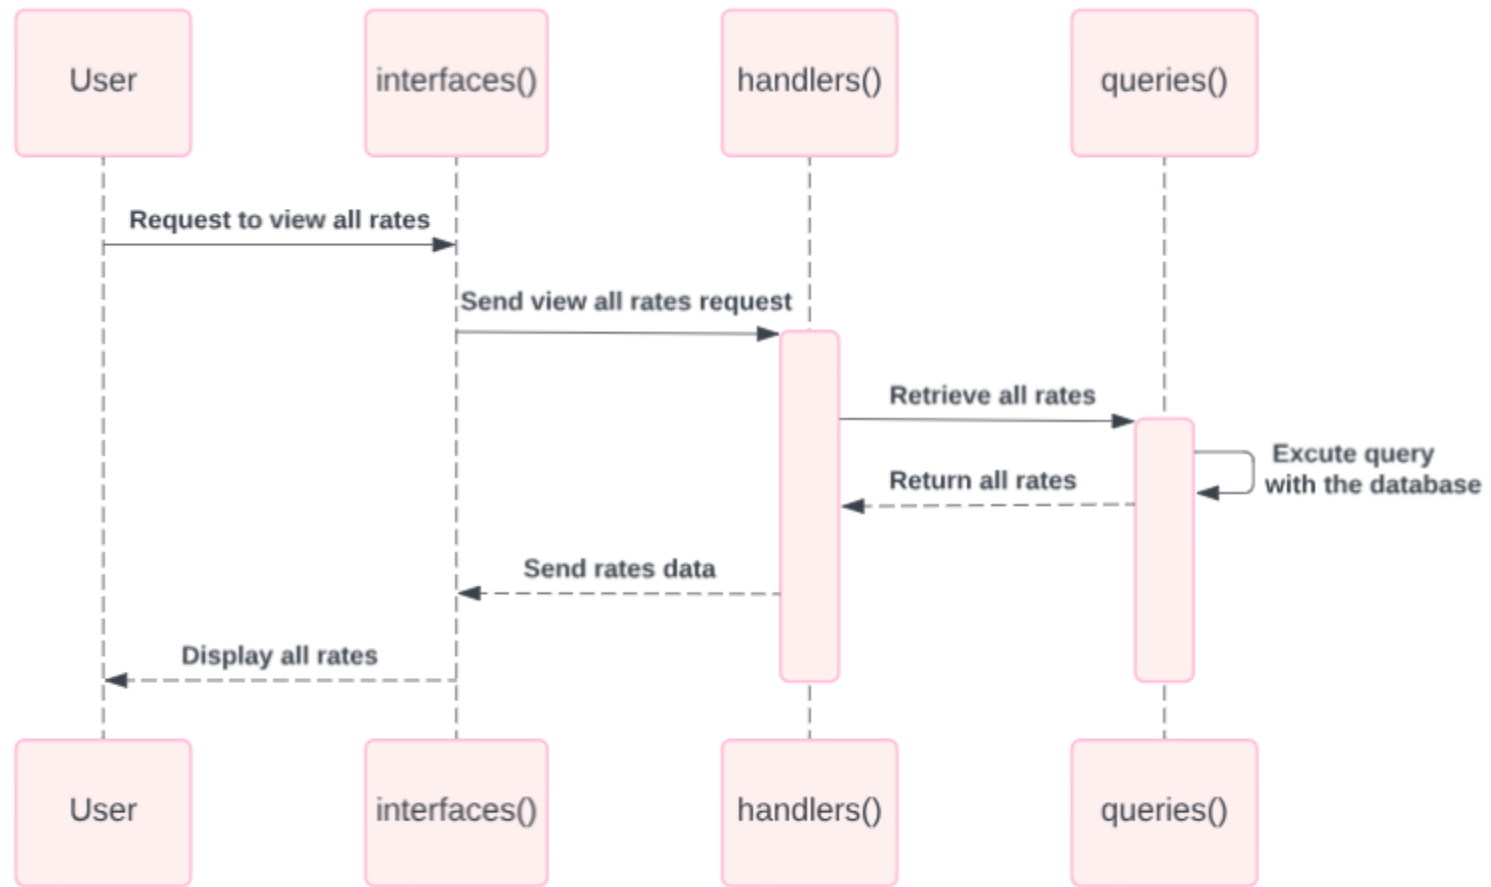 User
interfaces()
handlers()
queries()
Request to view all rates
Send view all rates request
Retrieve all rates
Excute query
with the database
Return all rates
Send rates data
Display all rates
User
interfaces()
handlers()
queries()